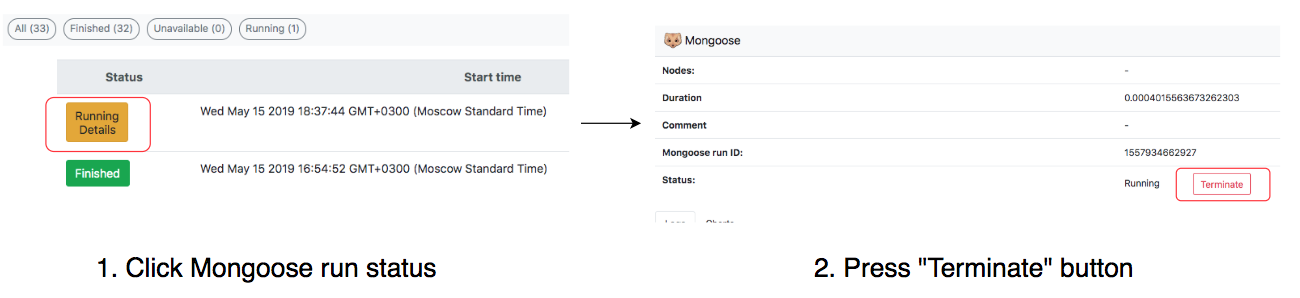 All (33) Finished (32) Unavailable (0) Running (1)
Status Start time
Running
Details
Wed May 15 2019 18:37:44 GMT+0300 (Moscow Standard Time)
Finished
Wed May 15 2019 16:54:52 GMT+0300 (Moscow Standard Time)
1. Click Mongoose run status
Mongoose
Nodes: -
Duration 0.0004015563673262303
Comment -
Mongoose run ID: 1557934662927
Status: Running Terminate
2. Press "Terminate" button